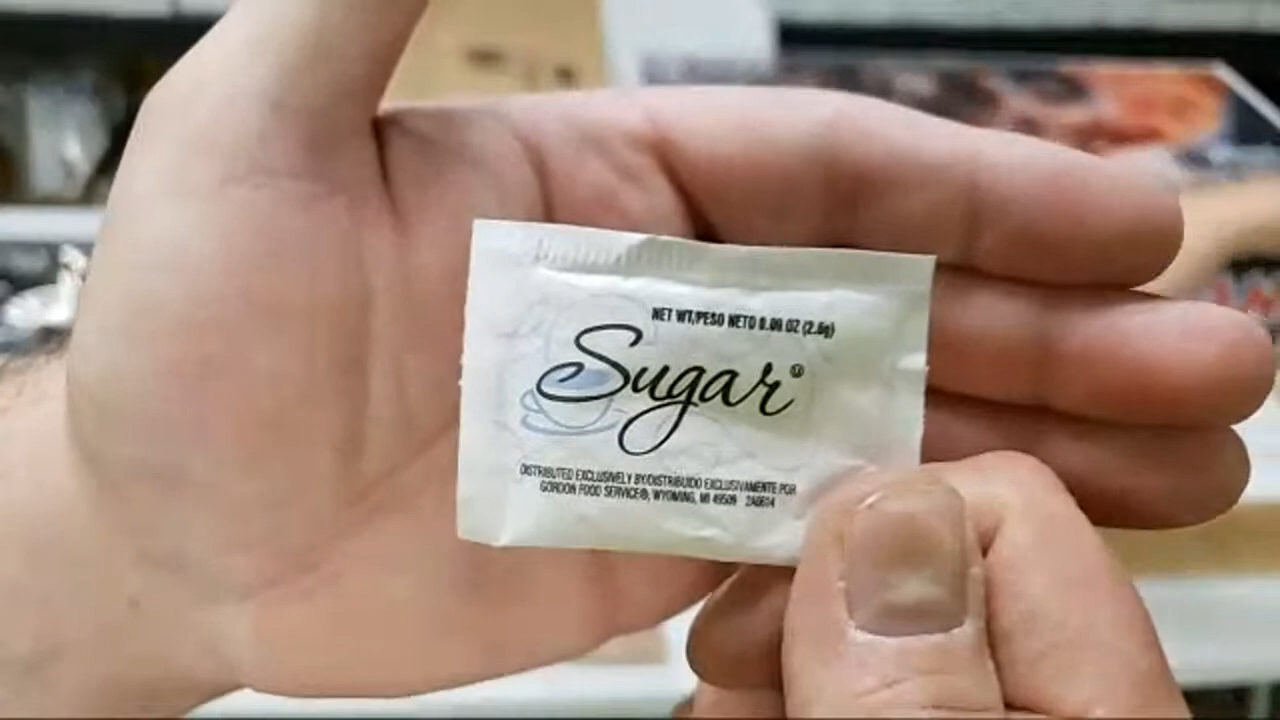 NET WT/PESO NETO 0.09 OZ (2.6g)
Sugar
DISTRIBUTED EXCLUSIVELY BY/DISTRIBUIDO EXCLUSIVAMENTE POR
GORDON FOOD SERVICE®, WYOMING, MI 49509 2A6614